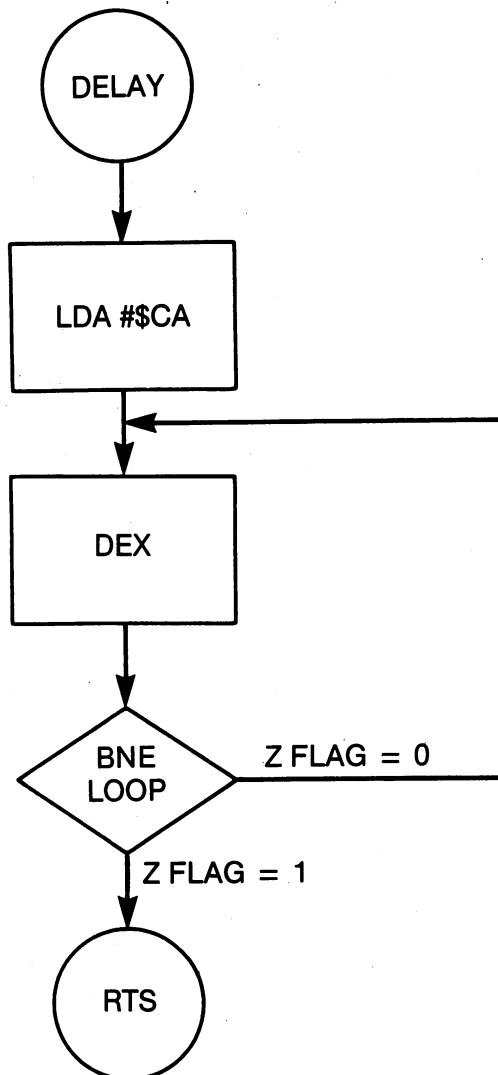 DELAY
LDA #$CA
DEX
BNE
LOOP
Z FLAG = 0
Z FLAG = 1
RTS